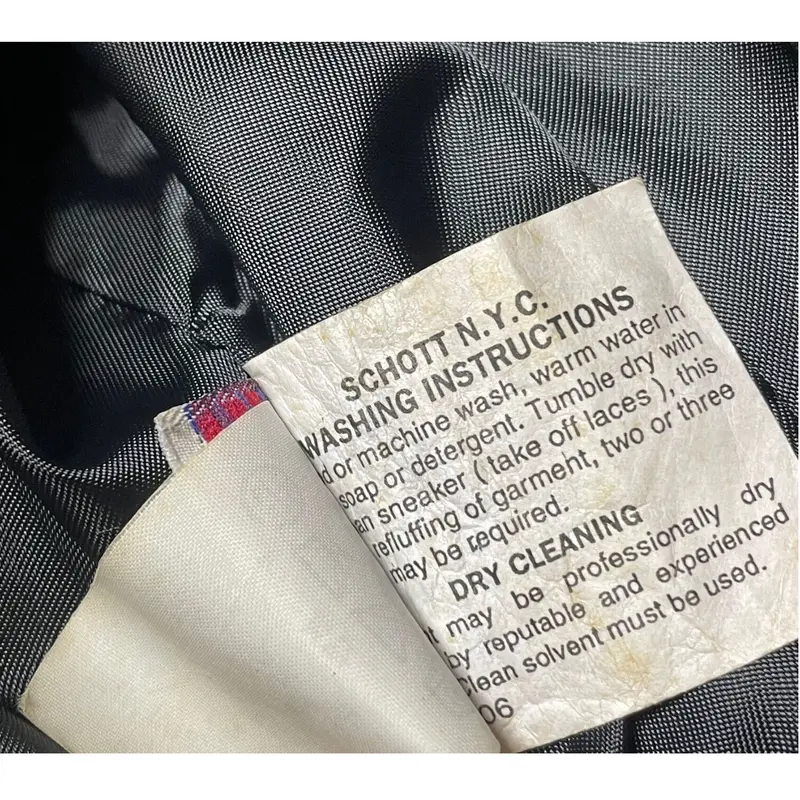 SCHOTT N.Y.C.
WASHING INSTRUCTIONS
d or machine wash, warm water in
soap or detergent. Tumble dry with
an sneaker ( take off laces ), this
refluffing of garment, two or three
may be required.
DRY CLEANING
t may be professionally dry
by reputable and experienced
Clean solvent must be used.
06